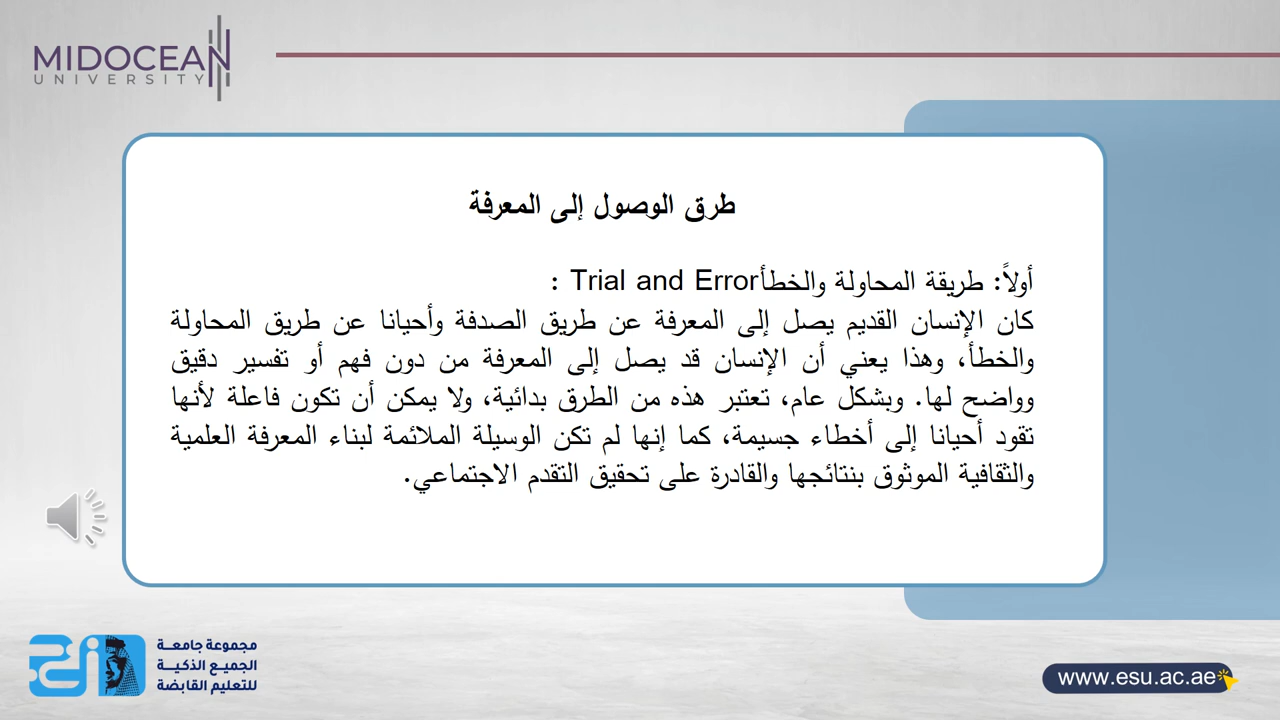 MIDOCEAN
UNIVERSITY
طرق الوصول إلى المعرفة
أولاً: طريقة المحاولة والخطأTrial and Error :
كان الإنسان القديم يصل إلى المعرفة عن طريق الصدفة وأحيانا عن طريق المحاولة
والخطأ، وهذا يعني أن الإنسان قد يصل إلى المعرفة من دون فهم أو تفسير دقيق
وواضح لها. وبشكل عام، تعتبر هذه من الطرق بدائية، ولا يمكن أن تكون فاعلة لأنها
تقود أحيانا إلى أخطاء جسيمة، كما إنها لم تكن الوسيلة الملائمة لبناء المعرفة العلمية
والثقافية الموثوق بنتائجها والقادرة على تحقيق التقدم الاجتماعي.
مجموعة جامعة
الجميع الذكية
للتعليم القابضة
www.esu.ac.ae